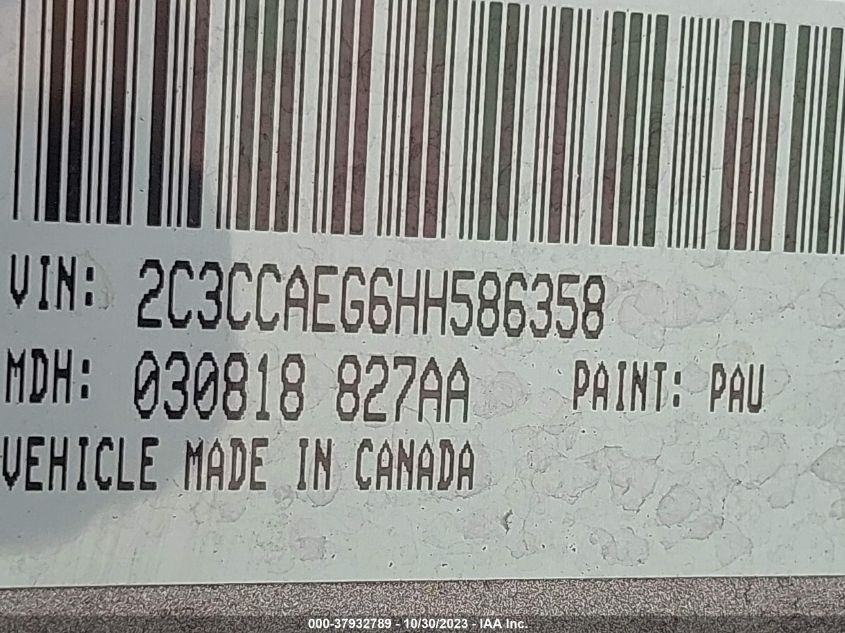 VIN: 2C3CCAEG6HH586358
MDH: 030818 827AA PAINT: PAU
VEHICLE MADE IN CANADA
000-37932789 - 10/30/2023 - IAA Inc.